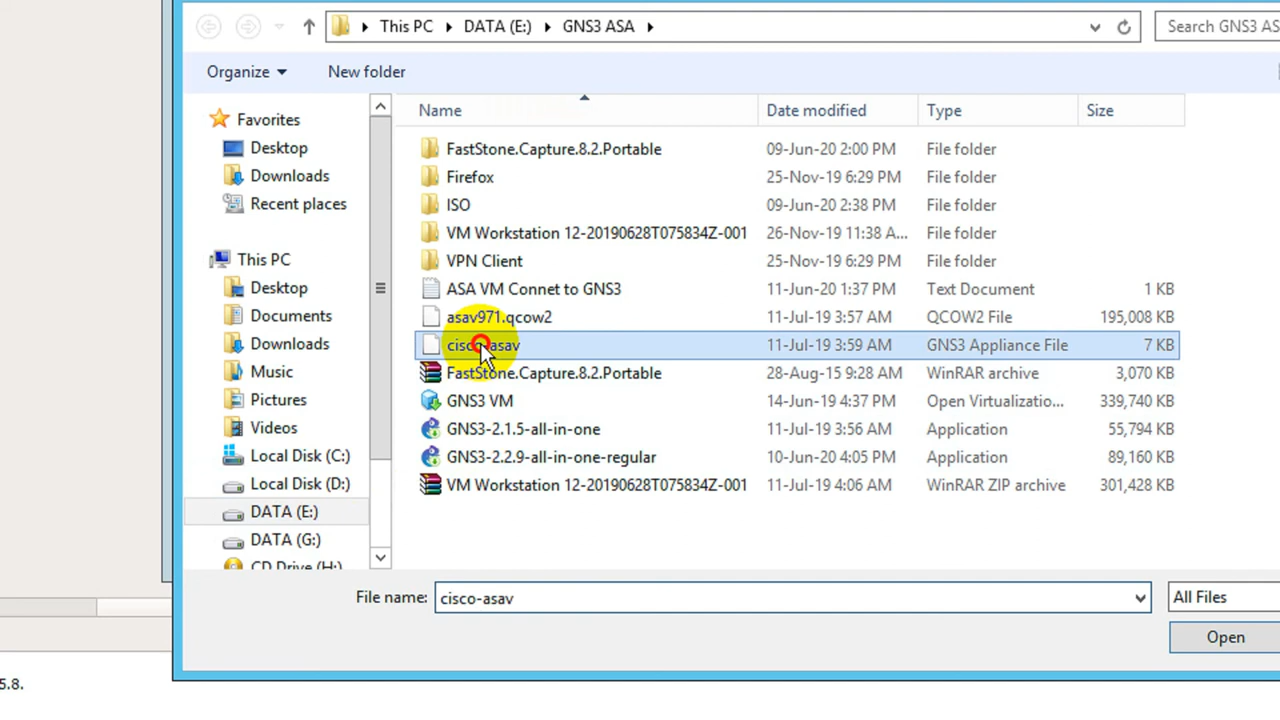 This PC DATA (E:) GNS3 ASA Search GNS3 AS
Organize New folder
Name Date modified Type Size
Favorites
Desktop
Downloads
Recent places
This PC
Desktop
Documents
Downloads
Music
Pictures
Videos
Local Disk (C:)
Local Disk (D:)
DATA (E:)
DATA (G:)
CD Drive (H:)
FastStone.Capture.8.2.Portable 09-Jun-20 2:00 PM File folder
Firefox 25-Nov-19 6:29 PM File folder
ISO 09-Jun-20 2:38 PM File folder
VM Workstation 12-20190628T075834Z-001 26-Nov-19 11:38 A... File folder
VPN Client 25-Nov-19 6:29 PM File folder
ASA VM Connet to GNS3 11-Jun-20 1:37 PM Text Document 1 KB
asav971.qcow2 11-Jul-19 3:57 AM QCOW2 File 195,008 KB
cisco-asav 11-Jul-19 3:59 AM GNS3 Appliance File 7 KB
FastStone.Capture.8.2.Portable 28-Aug-15 9:28 AM WinRAR archive 3,070 KB
GNS3 VM 14-Jun-19 4:37 PM Open Virtualizatio... 339,740 KB
GNS3-2.1.5-all-in-one 11-Jul-19 3:56 AM Application 55,794 KB
GNS3-2.2.9-all-in-one-regular 10-Jun-20 4:05 PM Application 89,160 KB
VM Workstation 12-20190628T075834Z-001 11-Jul-19 4:06 AM WinRAR ZIP archive 301,428 KB
File name: cisco-asav All Files
Open
5.8.